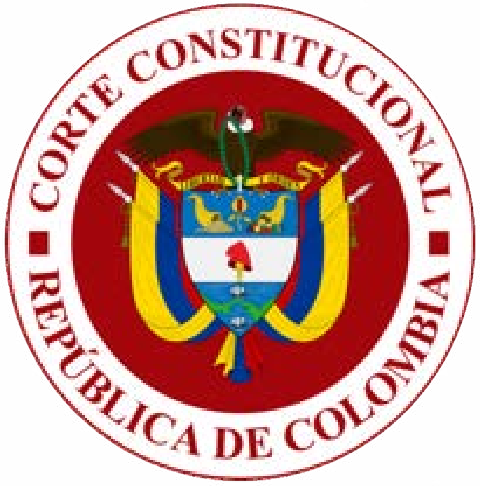 CORTE CONSTITUCIONAL
REPÚBLICA DE COLOMBIA